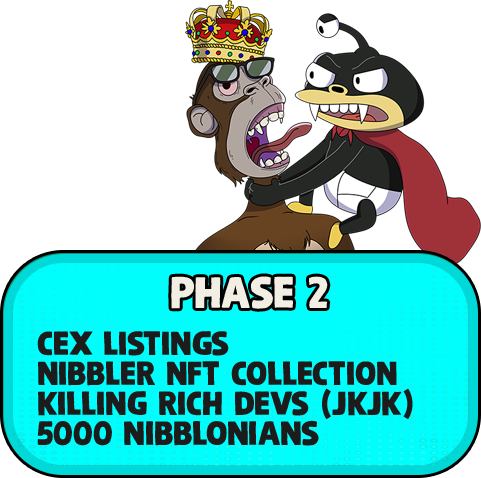 PHASE 2
CEX LISTINGS
NIBBLER NFT COLLECTION
KILLING RICH DEVS (JKJK)
5000 NIBBLONIANS